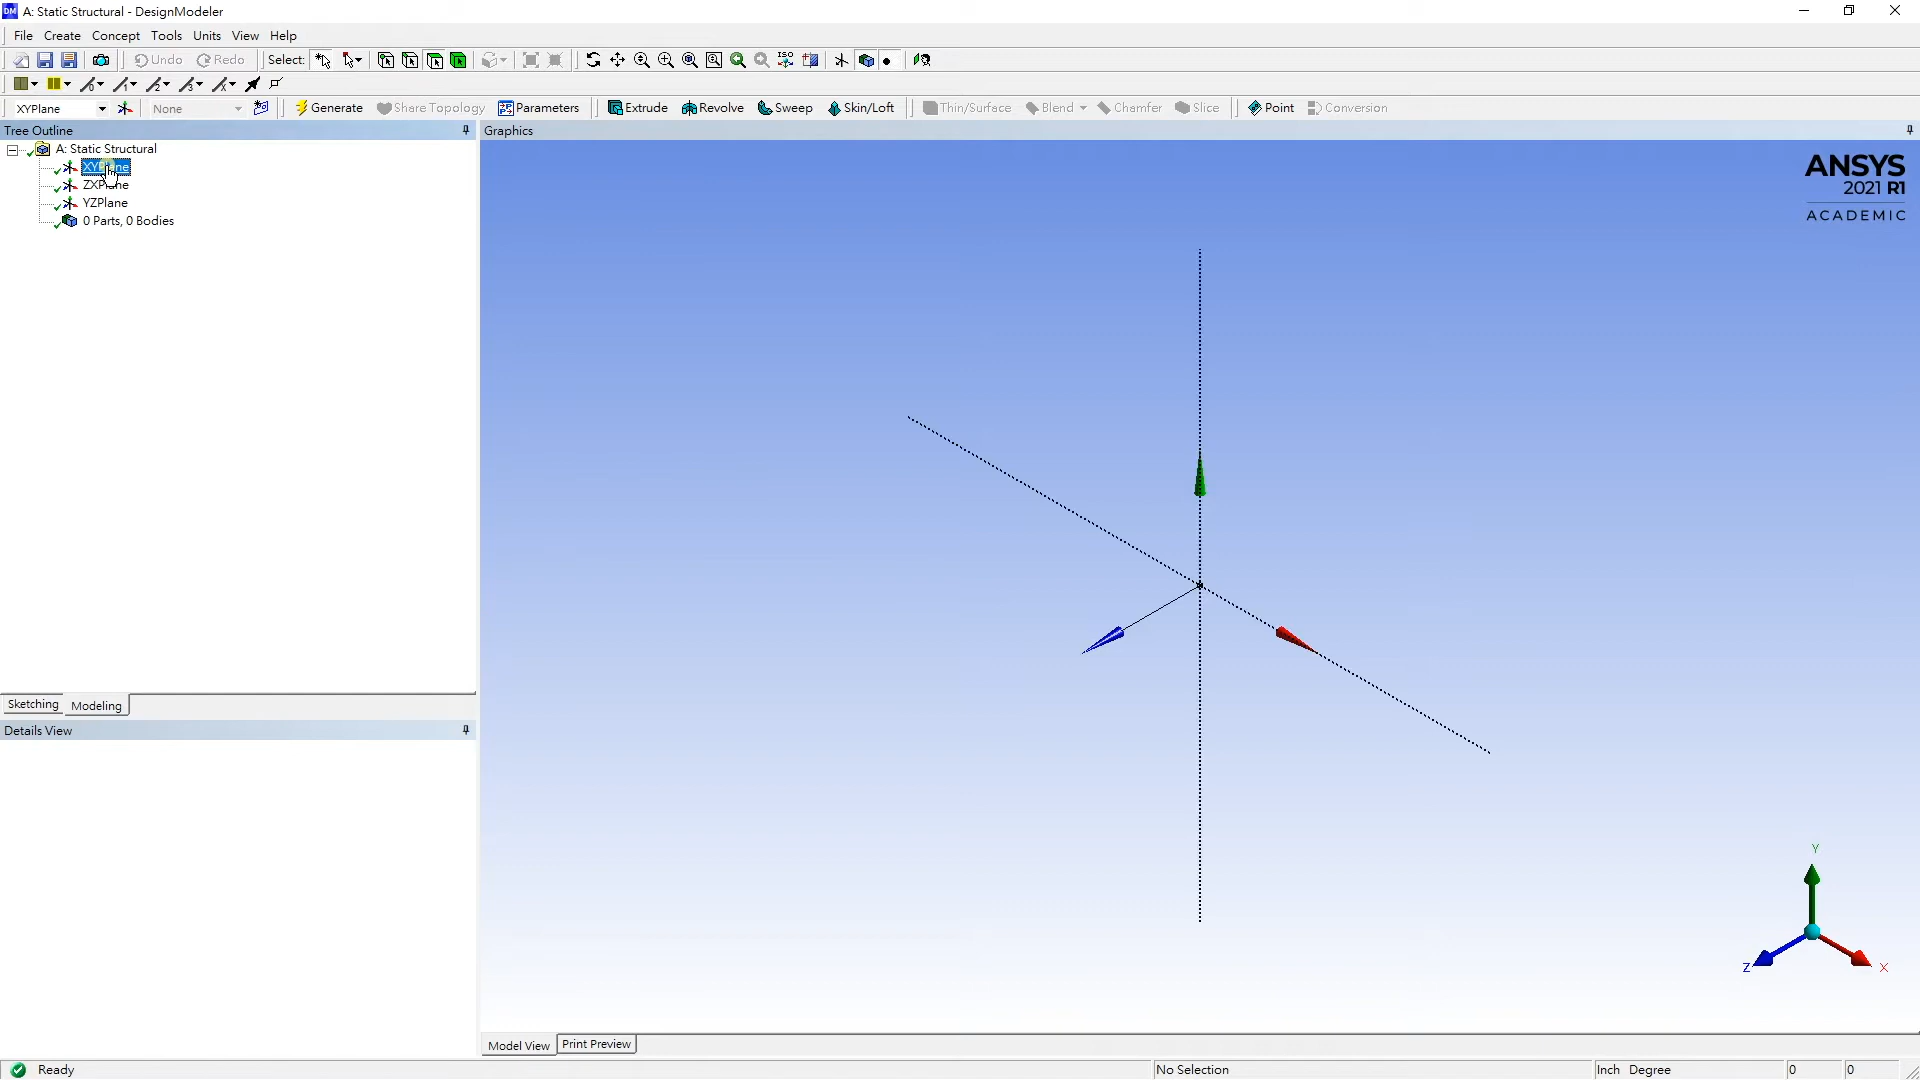 A: Static Structural - DesignModeler
File Create Concept Tools Units View Help
Undo Redo Select: ISO
XYPlane None Generate Share Topology Parameters Extrude Revolve Sweep Skin/Loft Thin/Surface Blend Chamfer Slice Point Conversion
Tree Outline
Graphics
A: Static Structural
XYPlane
ZXPlane
YZPlane
0 Parts, 0 Bodies
ANSYS
2021 R1
ACADEMIC
Sketching Modeling
Details View
Y
Z
X
Model View Print Preview
Ready
No Selection
Inch Degree 0 0